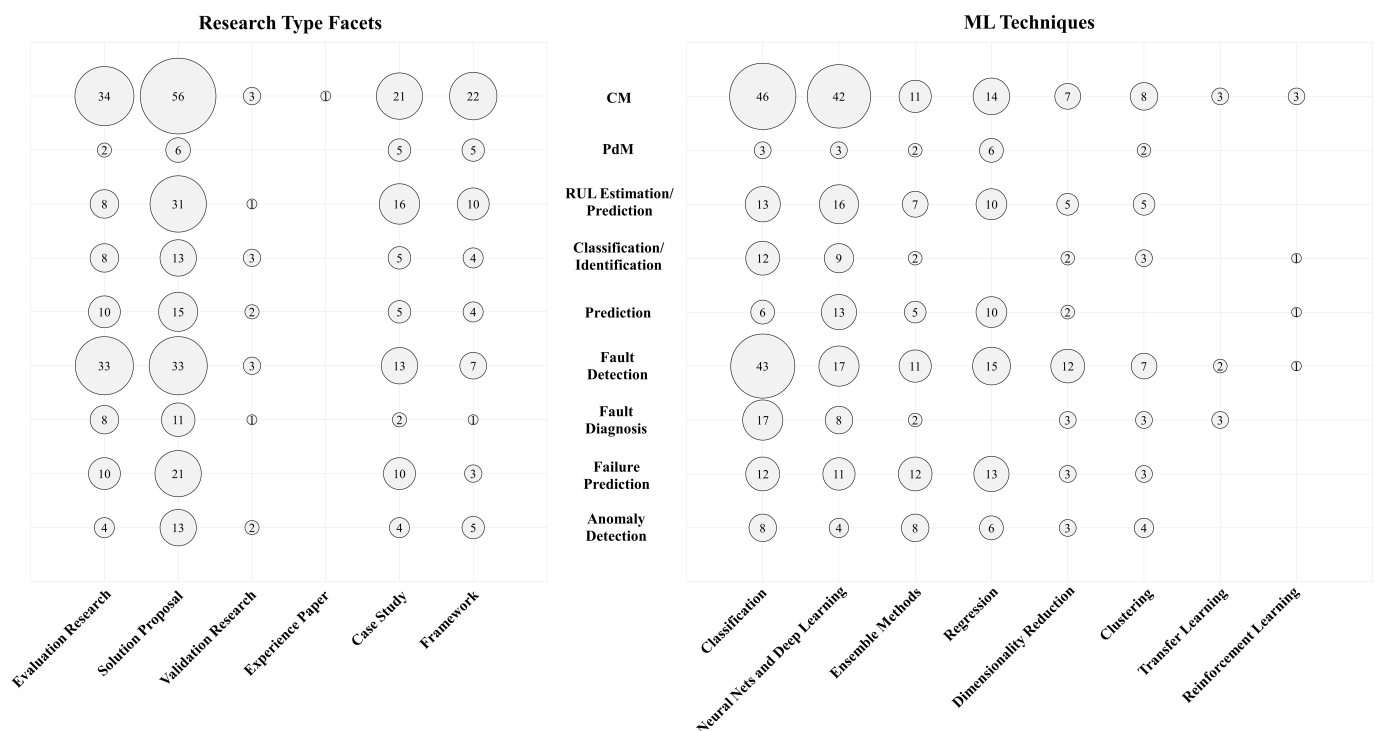 Research Type Facets
ML Techniques
34 56 3 1 21 22 CM 46 42 11 14 7 8 3 3
2 6 5 5 PdM 3 3 2 6 2
RUL Estimation/
8 31 1 16 10 Prediction 13 16 7 10 5 5
Classification/
8 13 3 5 4 Identification 12 9 2 2 3 1
10 15 2 5 4 Prediction 6 13 5 10 2 1
Fault
33 33 3 13 7 Detection 43 17 11 15 12 7 2 1
Fault
8 11 1 2 1 Diagnosis 17 8 2 3 3 3
Failure
10 21 10 3 Prediction 12 11 12 13 3 3
Anomaly
4 13 2 4 5 Detection 8 4 8 6 3 4
Evaluation Research
Solution Proposal
Validation Research
Experience Paper
Case Study
Framework
Classification
Neural Nets and Deep Learning
Ensemble Methods
Regression
Dimensionality Reduction
Clustering
Transfer Learning
Reinforcement Learning